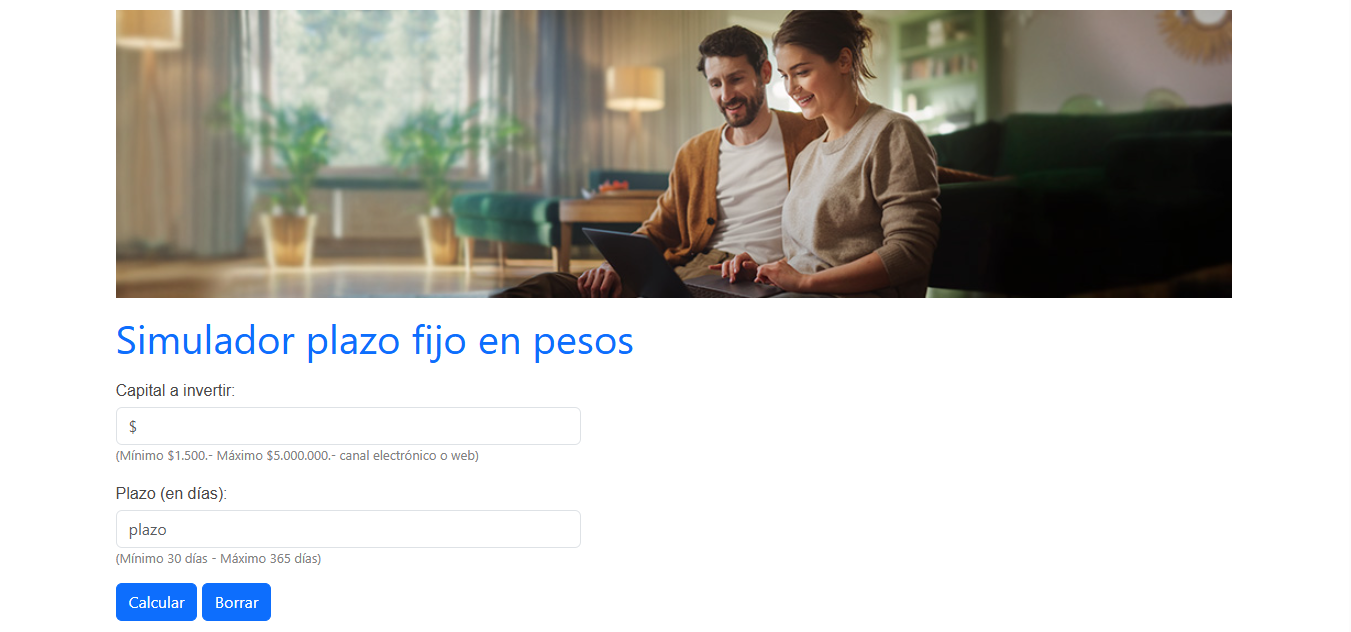 Simulador plazo fijo en pesos
Capital a invertir:
$
(Mínimo $1.500.- Máximo $5.000.000.- canal electrónico o web)
Plazo (en días):
plazo
(Mínimo 30 días - Máximo 365 días)
Calcular Borrar